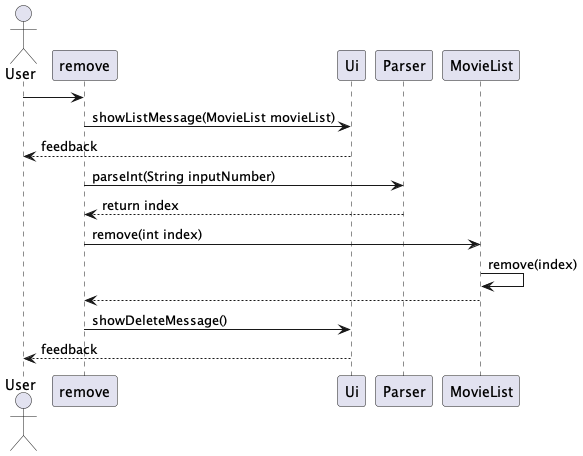 User
remove
Ui
Parser
MovieList
showListMessage(MovieList movieList)
feedback
parseInt(String inputNumber)
return index
remove(int index)
remove(index)
showDeleteMessage()
feedback
User
remove
Ui
Parser
MovieList